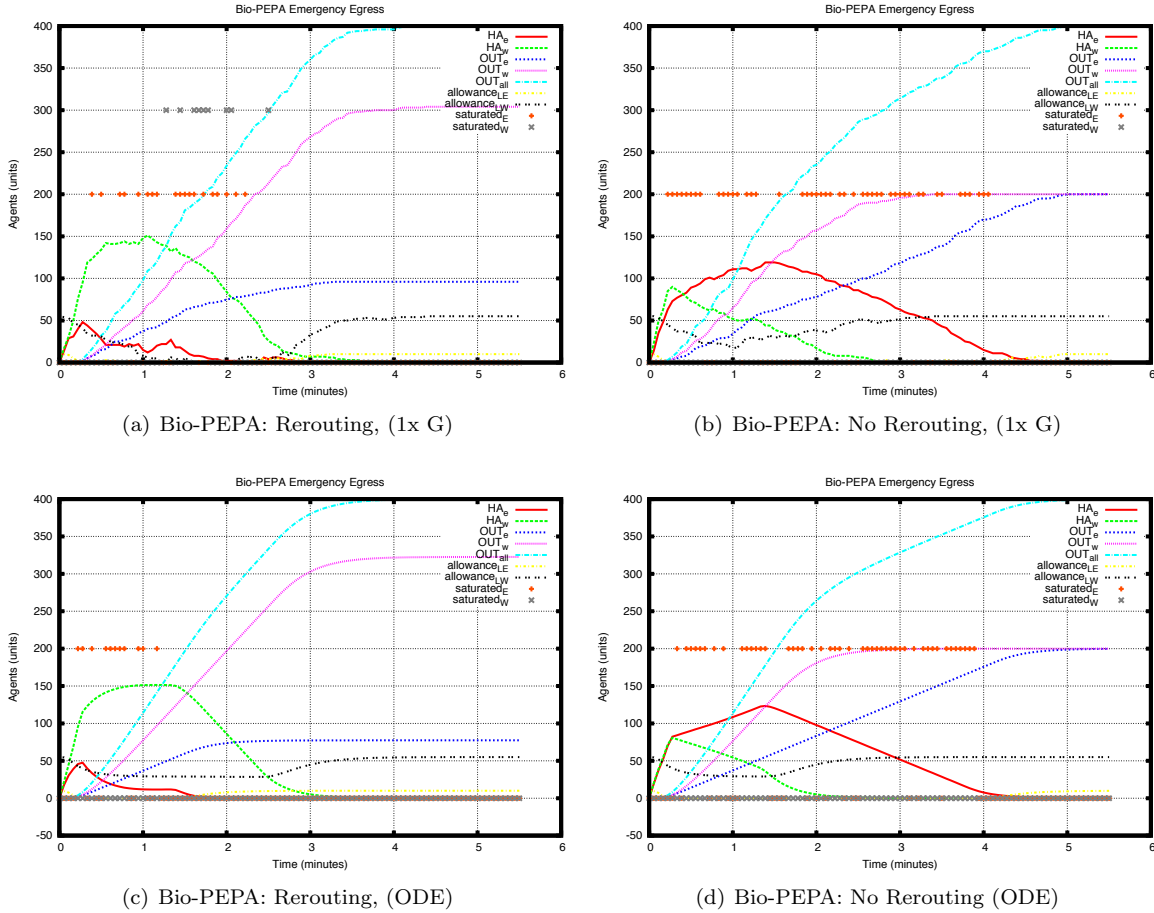 Bio-PEPA Emergency Egress
400
350
300
250
200
150
100
50
0
Agents (units)
0 1 2 3 4 5 6
Time (minutes)
HA_e
HA_w
OUT_e
OUT_w
OUT_all
allowance_LE
allowance_LW
saturated_E
saturated_W
(a) Bio-PEPA: Rerouting, (1x G)
Bio-PEPA Emergency Egress
400
350
300
250
200
150
100
50
0
Agents (units)
0 1 2 3 4 5 6
Time (minutes)
HA_e
HA_w
OUT_e
OUT_w
OUT_all
allowance_LE
allowance_LW
saturated_E
saturated_W
(b) Bio-PEPA: No Rerouting, (1x G)
Bio-PEPA Emergency Egress
400
350
300
250
200
150
100
50
0
-50
Agents (units)
0 1 2 3 4 5 6
Time (minutes)
HA_e
HA_w
OUT_e
OUT_w
OUT_all
allowance_LE
allowance_LW
saturated_E
saturated_W
(c) Bio-PEPA: Rerouting, (ODE)
Bio-PEPA Emergency Egress
400
350
300
250
200
150
100
50
0
-50
Agents (units)
0 1 2 3 4 5 6
Time (minutes)
HA_e
HA_w
OUT_e
OUT_w
OUT_all
allowance_LE
allowance_LW
saturated_E
saturated_W
(d) Bio-PEPA: No Rerouting (ODE)